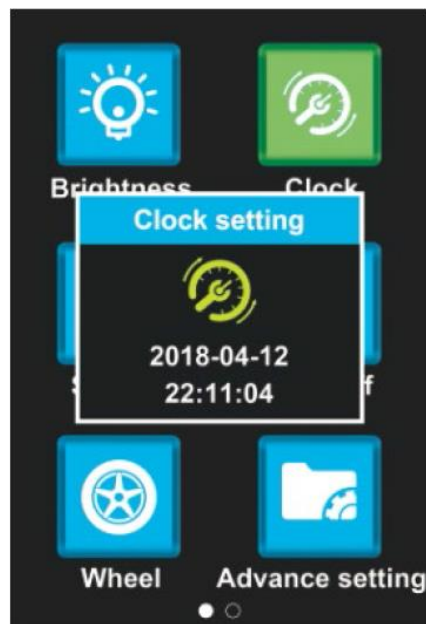 Brightness
Clock
Clock setting
2018-04-12
22:11:04
Wheel
Advance setting